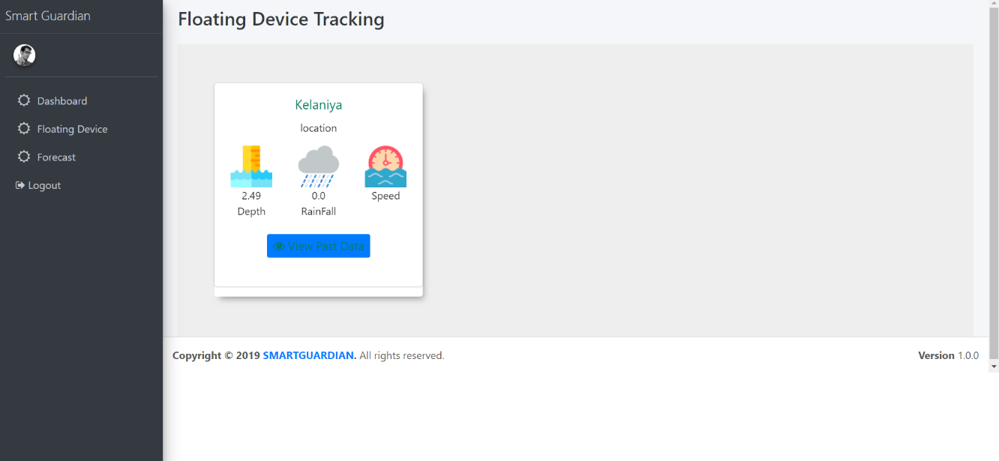 Smart Guardian
Floating Device Tracking
Dashboard
Floating Device
Forecast
Logout
Kelaniya
location
2.49
Depth
0.0
RainFall
Speed
View Past Data
Copyright © 2019 SMARTGUARDIAN. All rights reserved.
Version 1.0.0